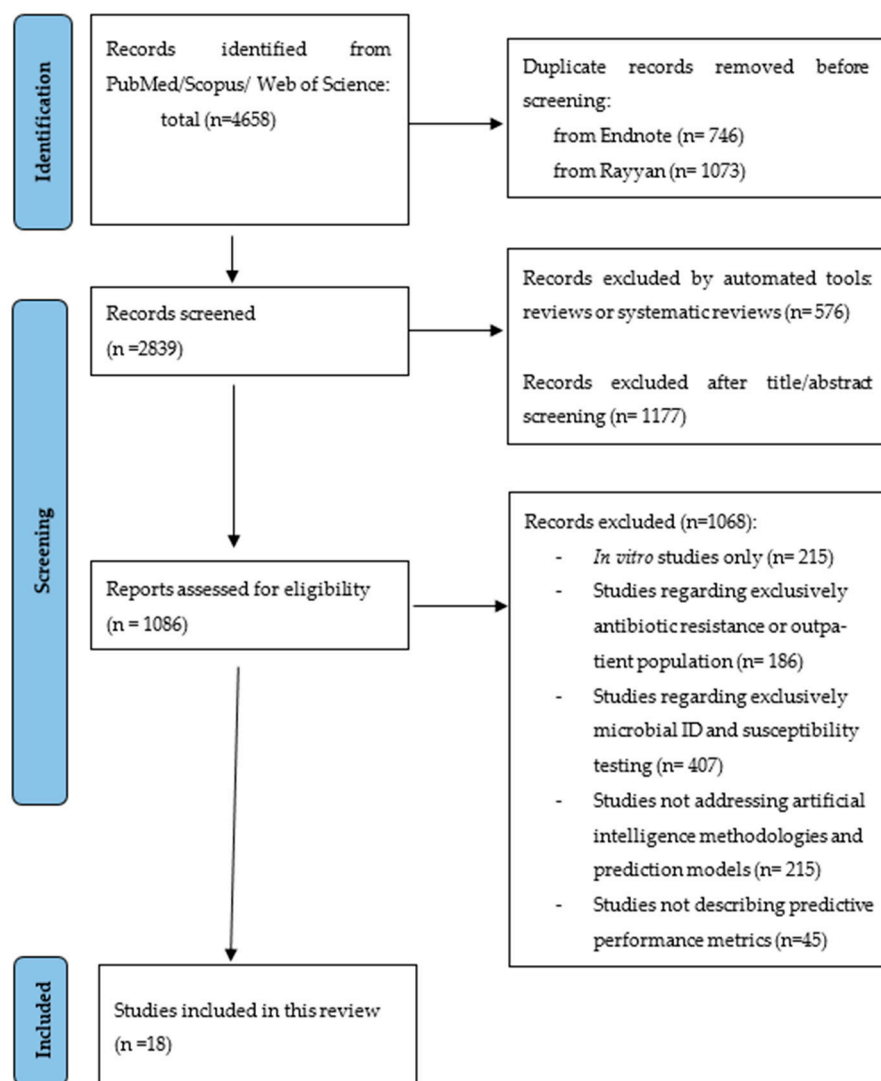 Identification
Records identified from
PubMed/Scopus/ Web of Science:
total (n=4658)
Duplicate records removed before
screening:
from Endnote (n= 746)
from Rayyan (n= 1073)
Screening
Records screened
(n =2839)
Records excluded by automated tools:
reviews or systematic reviews (n= 576)
Records excluded after title/abstract
screening (n= 1177)
Reports assessed for eligibility
(n = 1086)
Records excluded (n=1068):
- In vitro studies only (n= 215)
- Studies regarding exclusively
antibiotic resistance or outpa-
tient population (n= 186)
- Studies regarding exclusively
microbial ID and susceptibility
testing (n= 407)
- Studies not addressing artificial
intelligence methodologies and
prediction models (n= 215)
- Studies not describing predictive
performance metrics (n=45)
Included
Studies included in this review
(n =18)